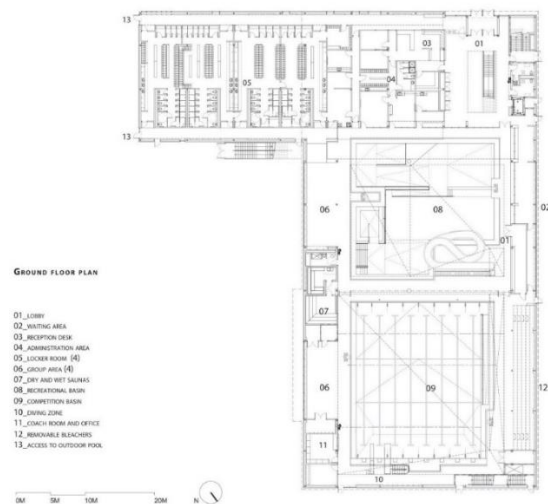 13
03
01
04
05
13
06
08
02
01
07
06
09
12
11
10
GROUND FLOOR PLAN
01_LOBBY
02_WAITING AREA
03_RECEPTION DESK
04_ADMINISTRATION AREA
05_LOCKER ROOM (4)
06_GROUP AREA (4)
07_DRY AND WET SAUNAS
08_RECREATIONAL BASIN
09_COMPETITION BASIN
10_DIVING ZONE
11_COACH ROOM AND OFFICE
12_REMOVABLE BLEACHERS
13_ACCESS TO OUTDOOR POOL
0M 5M 10M 20M N